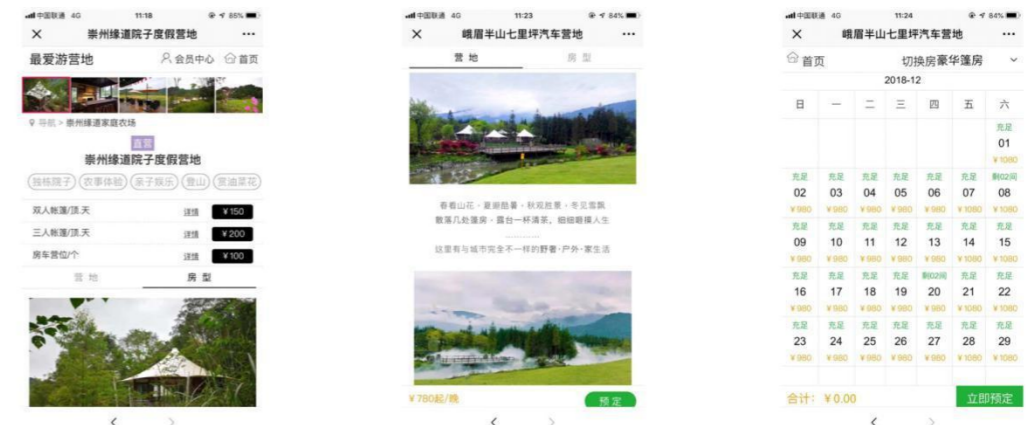 中国联通 4G 11:18 86%
崇州缘道院子度假营地
最爱游营地 会员中心 首页
导航 > 崇州缘道家庭农场
直营
崇州缘道院子度假营地
独栋院子 农事体验 亲子娱乐 登山 赏油菜花
双人帐篷/顶.天 详情 ¥150
三人帐篷/顶.天 详情 ¥200
房车营位/个 详情 ¥100
营地 房型
中国联通 4G 11:23 84%
峨眉半山七里坪汽车营地
营地 房型
春看山花·夏避酷暑·秋观胜景·冬见雪飘
散落几处篷房·露台一杯清茶，细细咂摸人生
…………
这里有与城市完全不一样的野奢·户外·家生活
¥780起/晚 预定
中国联通 4G 11:24 84%
峨眉半山七里坪汽车营地
首页 切换房豪华篷房
2018-12
日 一 二 三 四 五 六
充足
01
¥1080
充足 充足 充足 充足 充足 充足 剩02间
02 03 04 05 06 07 08
¥980 ¥980 ¥980 ¥980 ¥980 ¥1080 ¥1080
充足 充足 充足 充足 充足 充足 充足
09 10 11 12 13 14 15
¥980 ¥980 ¥980 ¥980 ¥980 ¥1080 ¥1080
充足 充足 充足 充足 剩02间 充足 充足
16 17 18 19 20 21 22
¥980 ¥980 ¥980 ¥980 ¥980 ¥1080 ¥1080
充足 充足 充足 充足 充足 充足 充足
23 24 25 26 27 28 29
¥980 ¥980 ¥980 ¥980 ¥980 ¥1080 ¥1080
合计： ¥0.00 立即预定